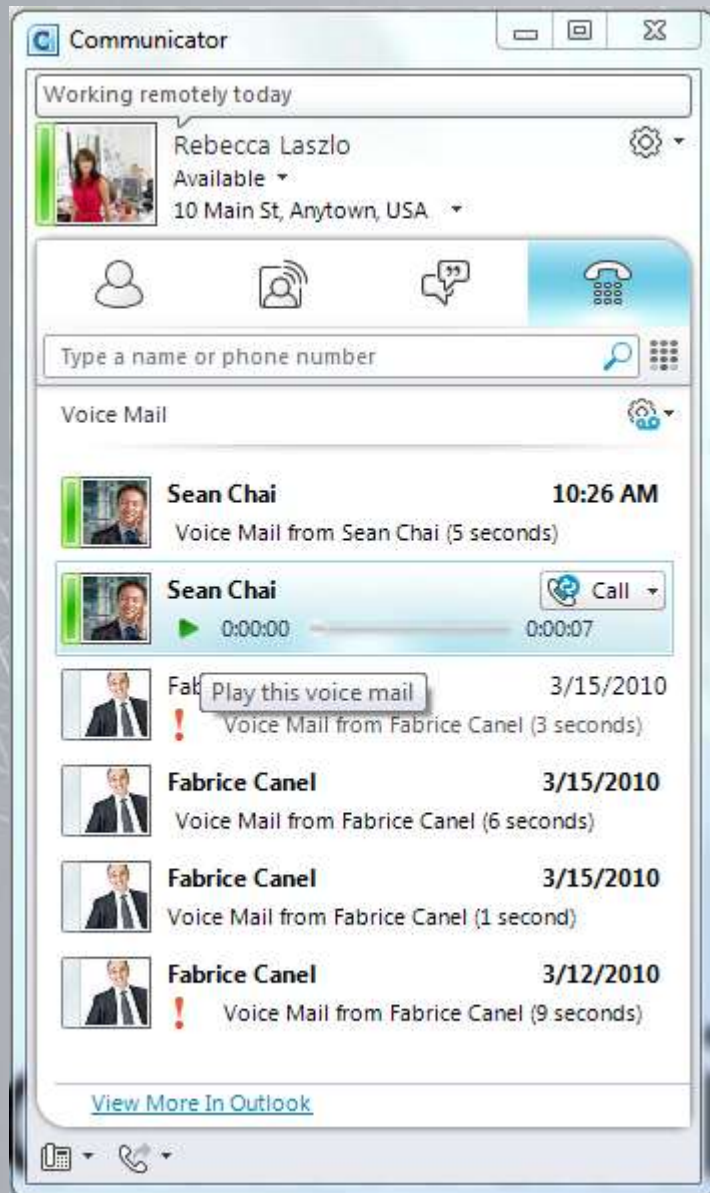 Communicator
Working remotely today
Rebecca Laszlo
Available
10 Main St, Anytown, USA
Type a name or phone number
Voice Mail
Sean Chai 10:26 AM
Voice Mail from Sean Chai (5 seconds)
Sean Chai Call
0:00:00 0:00:07
Fab 3/15/2010
Play this voice mail
Voice Mail from Fabrice Canel (3 seconds)
Fabrice Canel 3/15/2010
Voice Mail from Fabrice Canel (6 seconds)
Fabrice Canel 3/15/2010
Voice Mail from Fabrice Canel (1 second)
Fabrice Canel 3/12/2010
Voice Mail from Fabrice Canel (9 seconds)
View More In Outlook